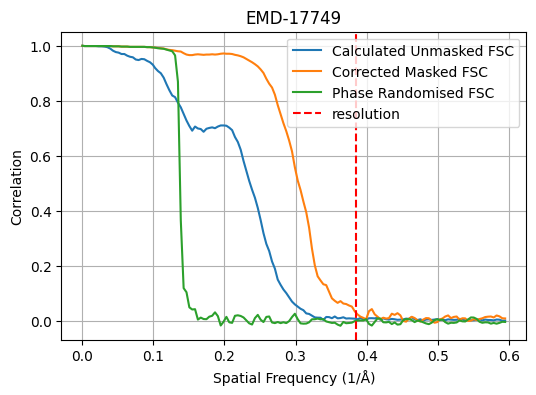 EMD-17749
Calculated Unmasked FSC
Corrected Masked FSC
Phase Randomised FSC
resolution
Correlation
1.0
0.8
0.6
0.4
0.2
0.0
0.0 0.1 0.2 0.3 0.4 0.5 0.6
Spatial Frequency (1/Å)